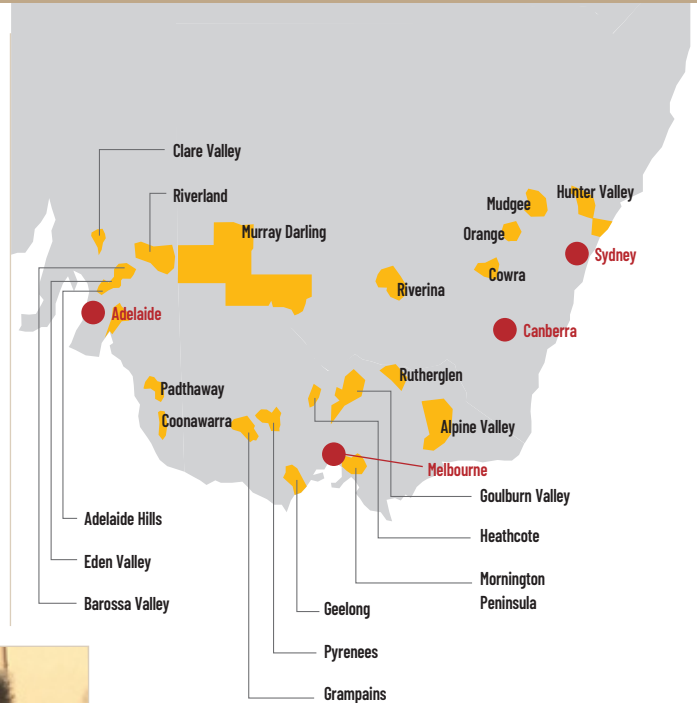 Clare Valley
Riverland
Hunter Valley
Mudgee
Murray Darling
Orange
Sydney
Cowra
Riverina
Adelaide
Canberra
Rutherglen
Padthaway
Coonawarra
Alpine Valley
Melbourne
Goulburn Valley
Adelaide Hills
Heathcote
Eden Valley
Mornington
Peninsula
Barossa Valley
Geelong
Pyrenees
Grampains